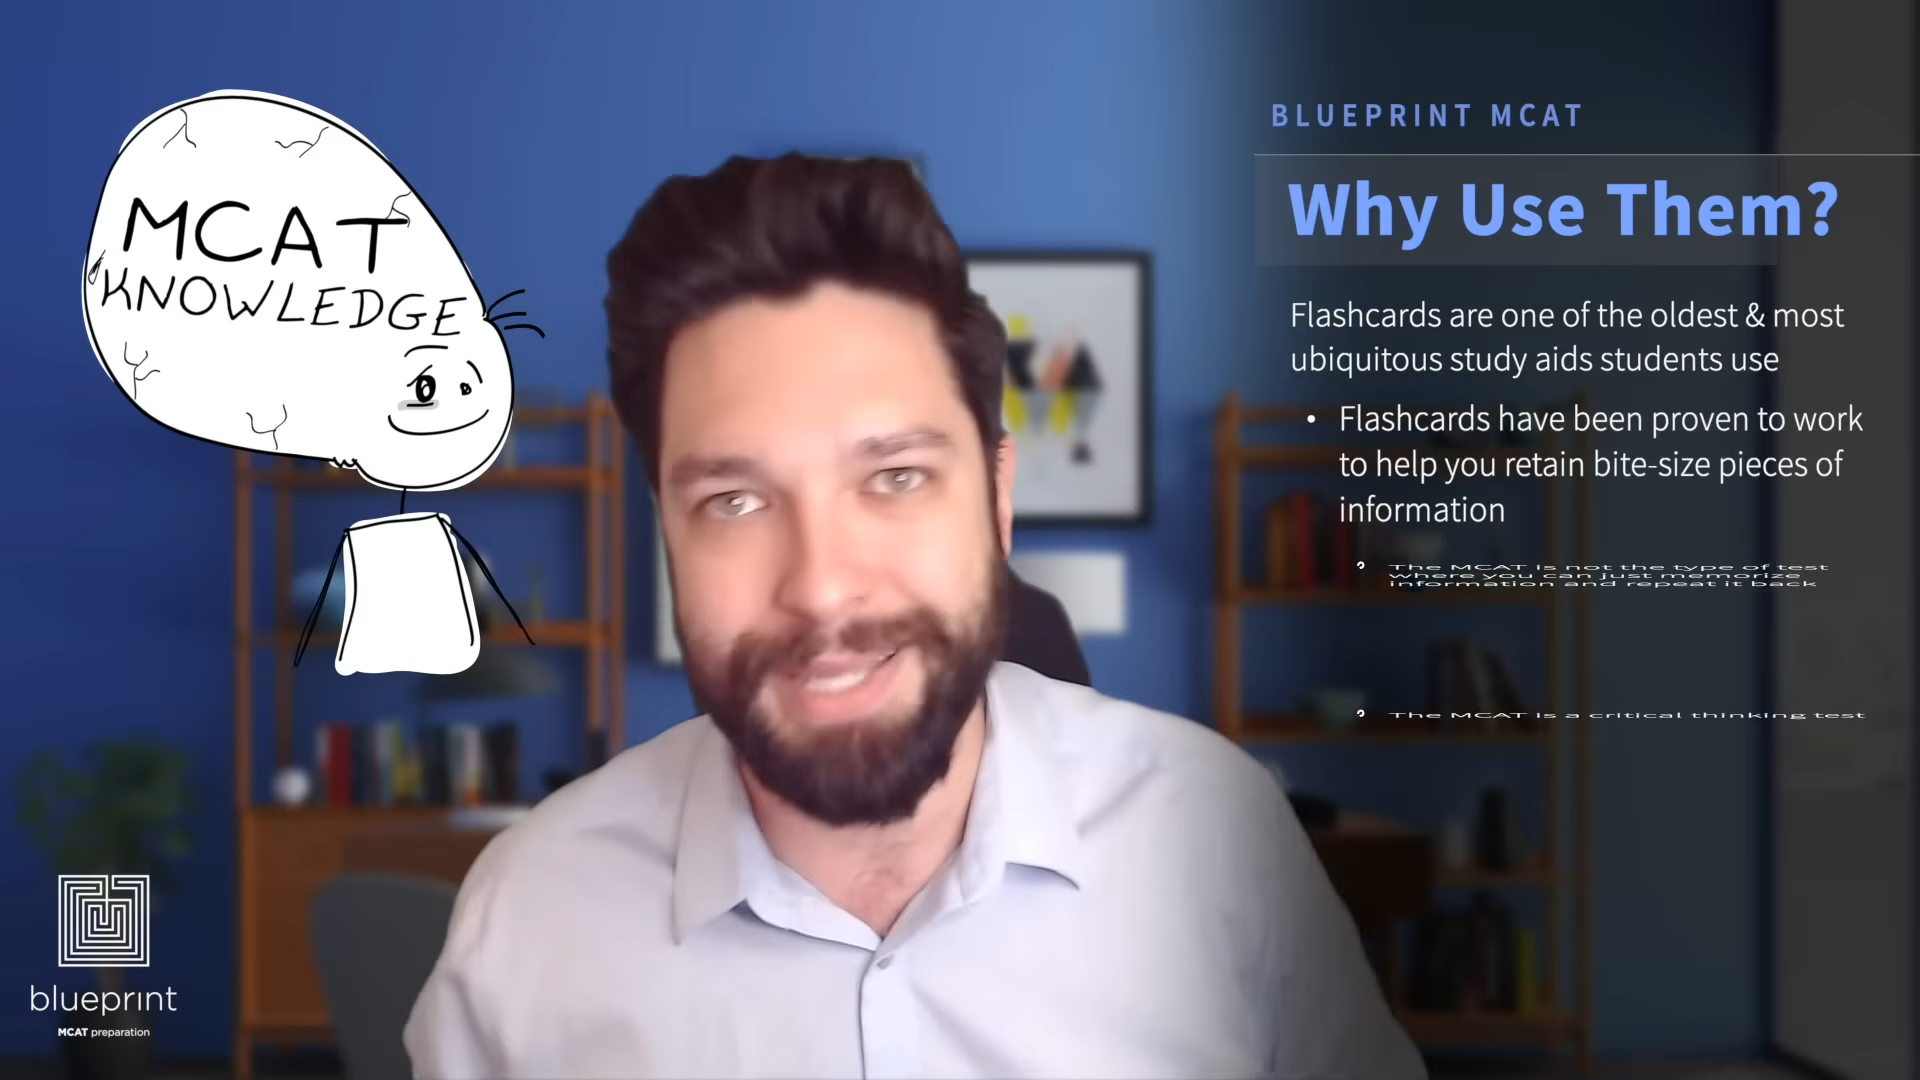 MCAT
KNOWLEDGE
BLUEPRINT MCAT
Why Use Them?
Flashcards are one of the oldest & most
ubiquitous study aids students use
• Flashcards have been proven to work
to help you retain bite-size pieces of
information
The MCAT is not the type of test
where you can just memorize
information and repeat it back
The MCAT is a critical thinking test
blueprint
MCAT preparation